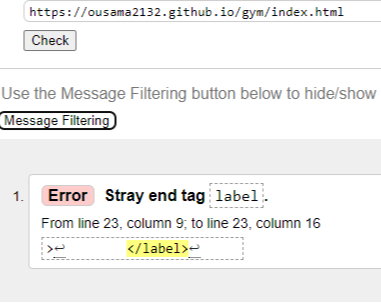 https://ousama2132.github.io/gym/index.html
Check
Use the Message Filtering button below to hide/show
Message Filtering
1. Error Stray end tag label.
From line 23, column 9; to line 23, column 16
>↩ </label>↩